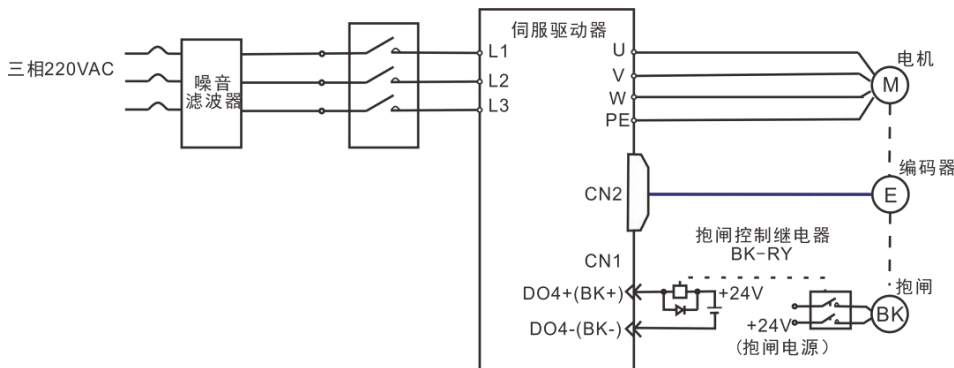 伺服驱动器
三相220VAC
噪音
滤波器
L1
L2
L3
U
V
W
PE
电机
M
编码器
E
CN2
抱闸控制继电器
BK-RY
CN1
DO4+(BK+)
+24V
抱闸
BK
DO4-(BK-)
+24V
(抱闸电源)